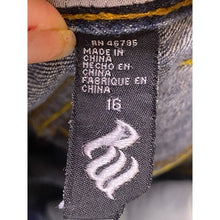 RN 46795
MADE IN
CHINA
HECHO EN
CHINA
FABRIQUE EN
CHINA
16